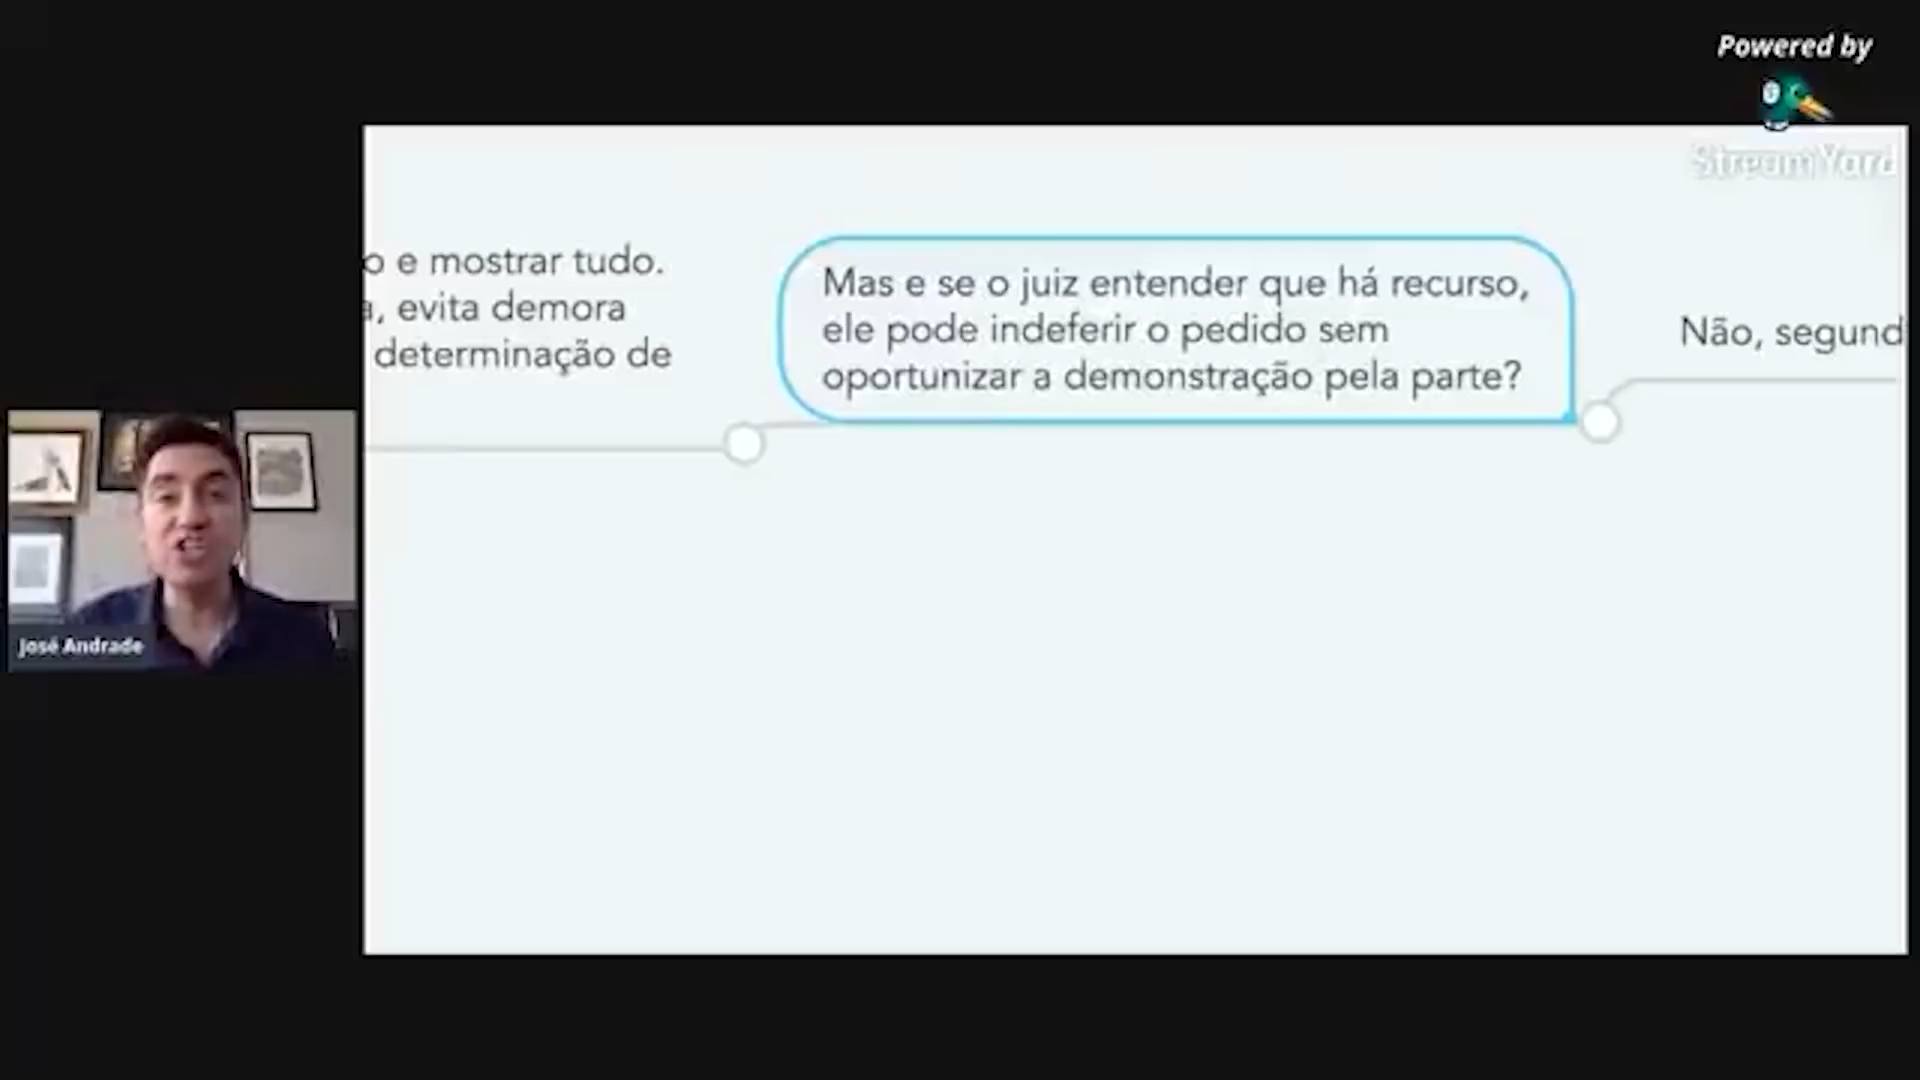 Powered by
StreamYard
o e mostrar tudo.
a, evita demora
determinação de
Mas e se o juiz entender que há recurso,
ele pode indeferir o pedido sem
oportunizar a demonstração pela parte?
Não, segund
José Andrade